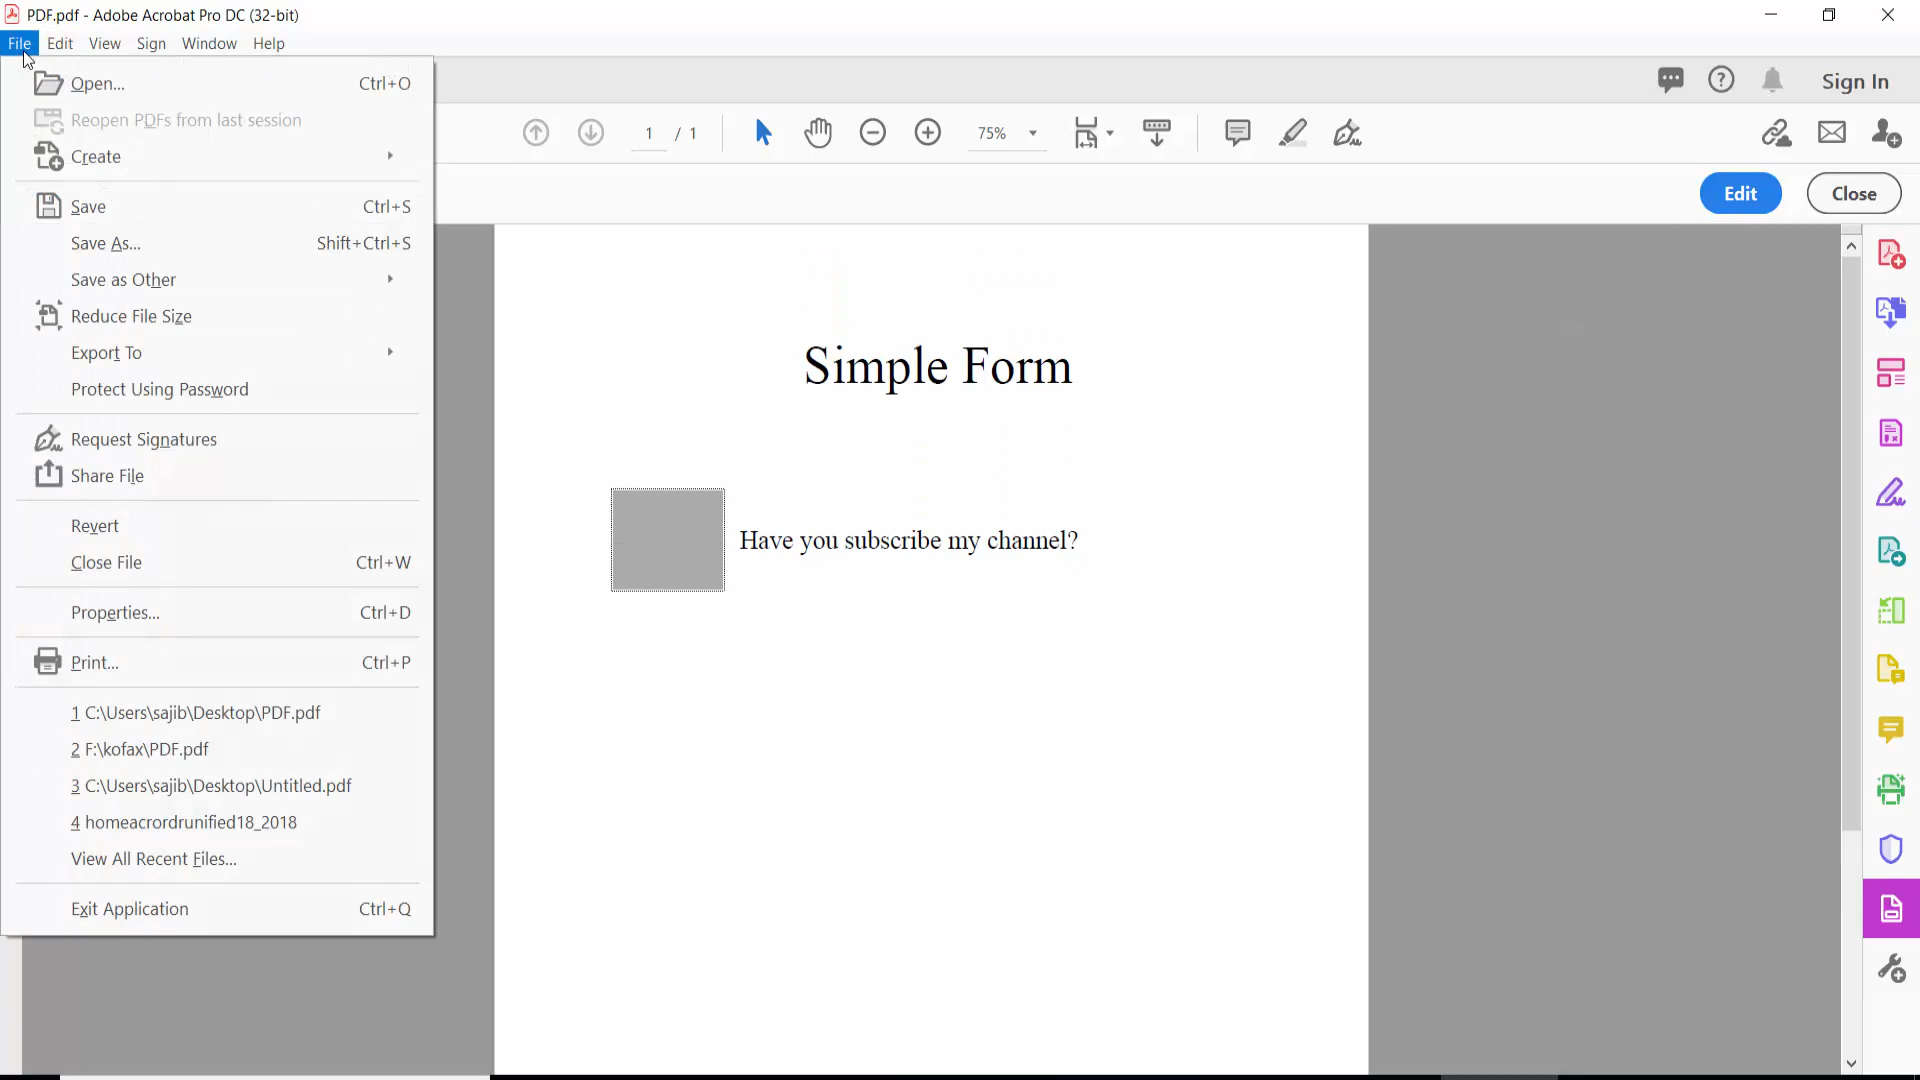 PDF.pdf - Adobe Acrobat Pro DC (32-bit)
File Edit View Sign Window Help
Open... Ctrl+O
Reopen PDFs from last session
Create
Save Ctrl+S
Save As... Shift+Ctrl+S
Save as Other
Reduce File Size
Export To
Protect Using Password
Request Signatures
Share File
Revert
Close File Ctrl+W
Properties... Ctrl+D
Print... Ctrl+P
1 C:\Users\sajib\Desktop\PDF.pdf
2 F:\kofax\PDF.pdf
3 C:\Users\sajib\Desktop\Untitled.pdf
4 homeacrordrunified18_2018
View All Recent Files...
Exit Application Ctrl+Q
Sign In
1 / 1 75%
Edit Close
Simple Form
Have you subscribe my channel?